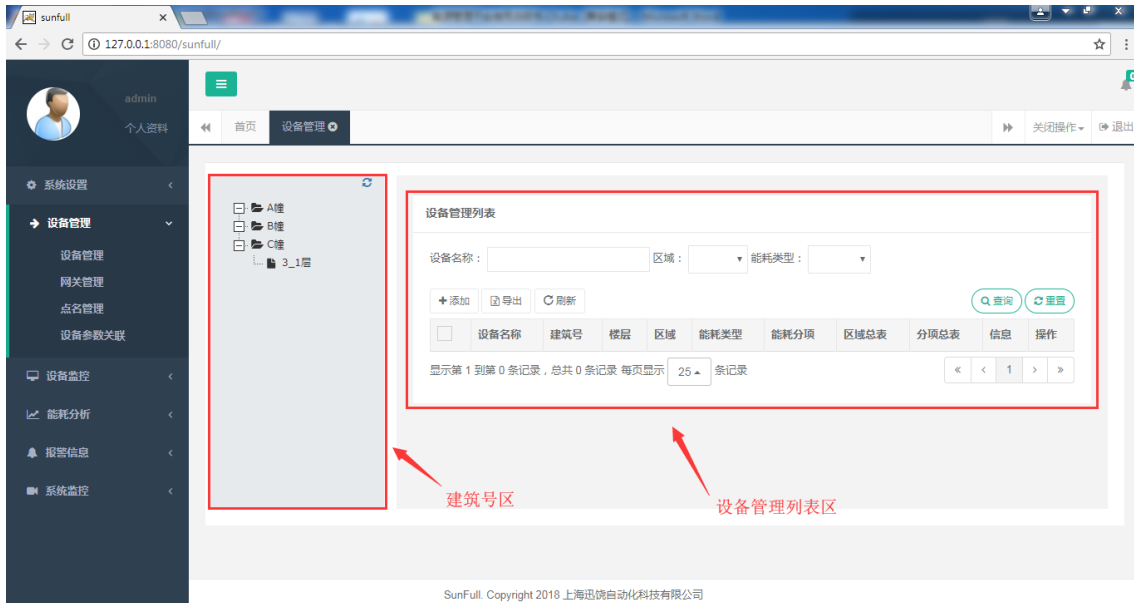 sunfull
127.0.0.1:8080/sunfull/
admin
个人资料
首页
设备管理
关闭操作
退出
系统设置
设备管理
设备管理
网关管理
点名管理
设备参数关联
设备监控
能耗分析
报警信息
系统监控
A幢
B幢
C幢
3_1层
设备管理列表
设备名称：
区域：
能耗类型：
添加
导出
刷新
查询
重置
设备名称 建筑号 楼层 区域 能耗类型 能耗分项 区域总表 分项总表 信息 操作
显示第 1 到第 0 条记录，总共 0 条记录 每页显示 25 条记录
« ‹ 1 › »
建筑号区
设备管理列表区
SunFull. Copyright 2018 上海迅饶自动化科技有限公司